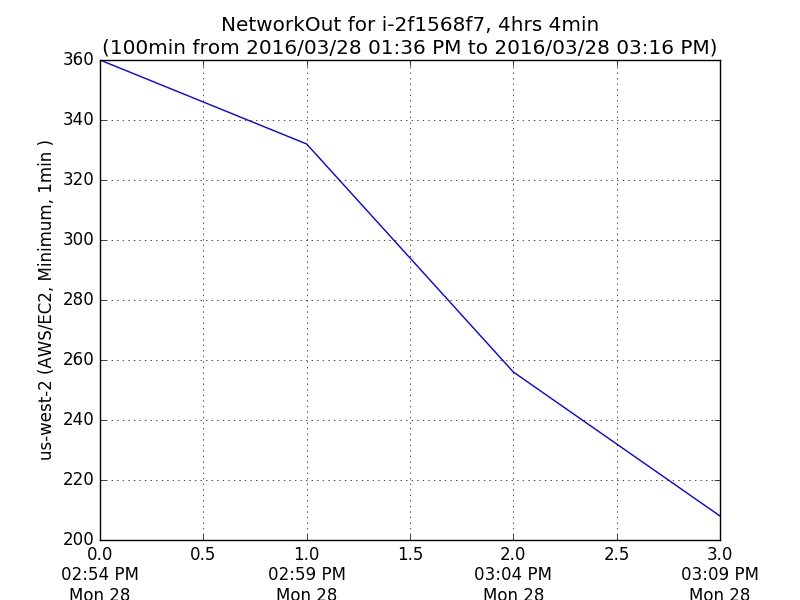 NetworkOut for i-2f1568f7, 4hrs 4min
(100min from 2016/03/28 01:36 PM to 2016/03/28 03:16 PM)
us-west-2 (AWS/EC2, Minimum, 1min )
360
340
320
300
280
260
240
220
200
0.0 0.5 1.0 1.5 2.0 2.5 3.0
02:54 PM 02:59 PM 03:04 PM 03:09 PM
Mon 28 Mon 28 Mon 28 Mon 28